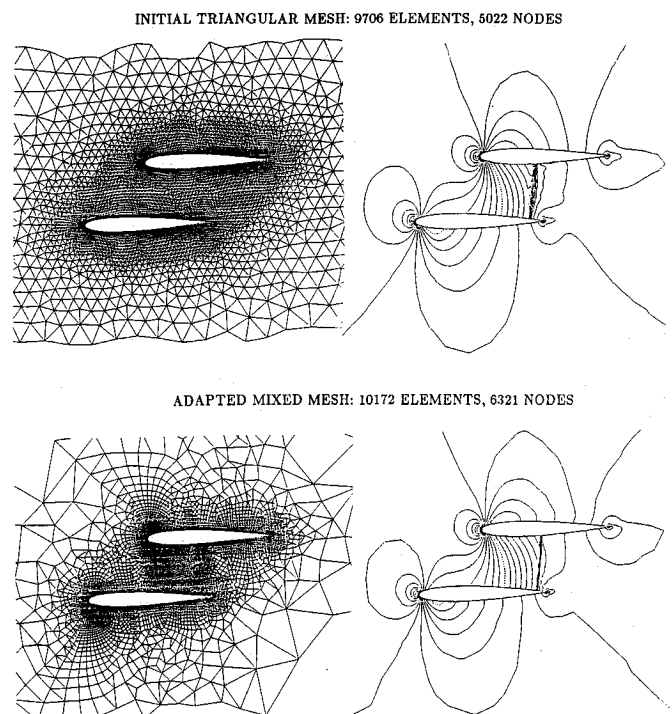 INITIAL TRIANGULAR MESH: 9706 ELEMENTS, 5022 NODES
ADAPTED MIXED MESH: 10172 ELEMENTS, 6321 NODES